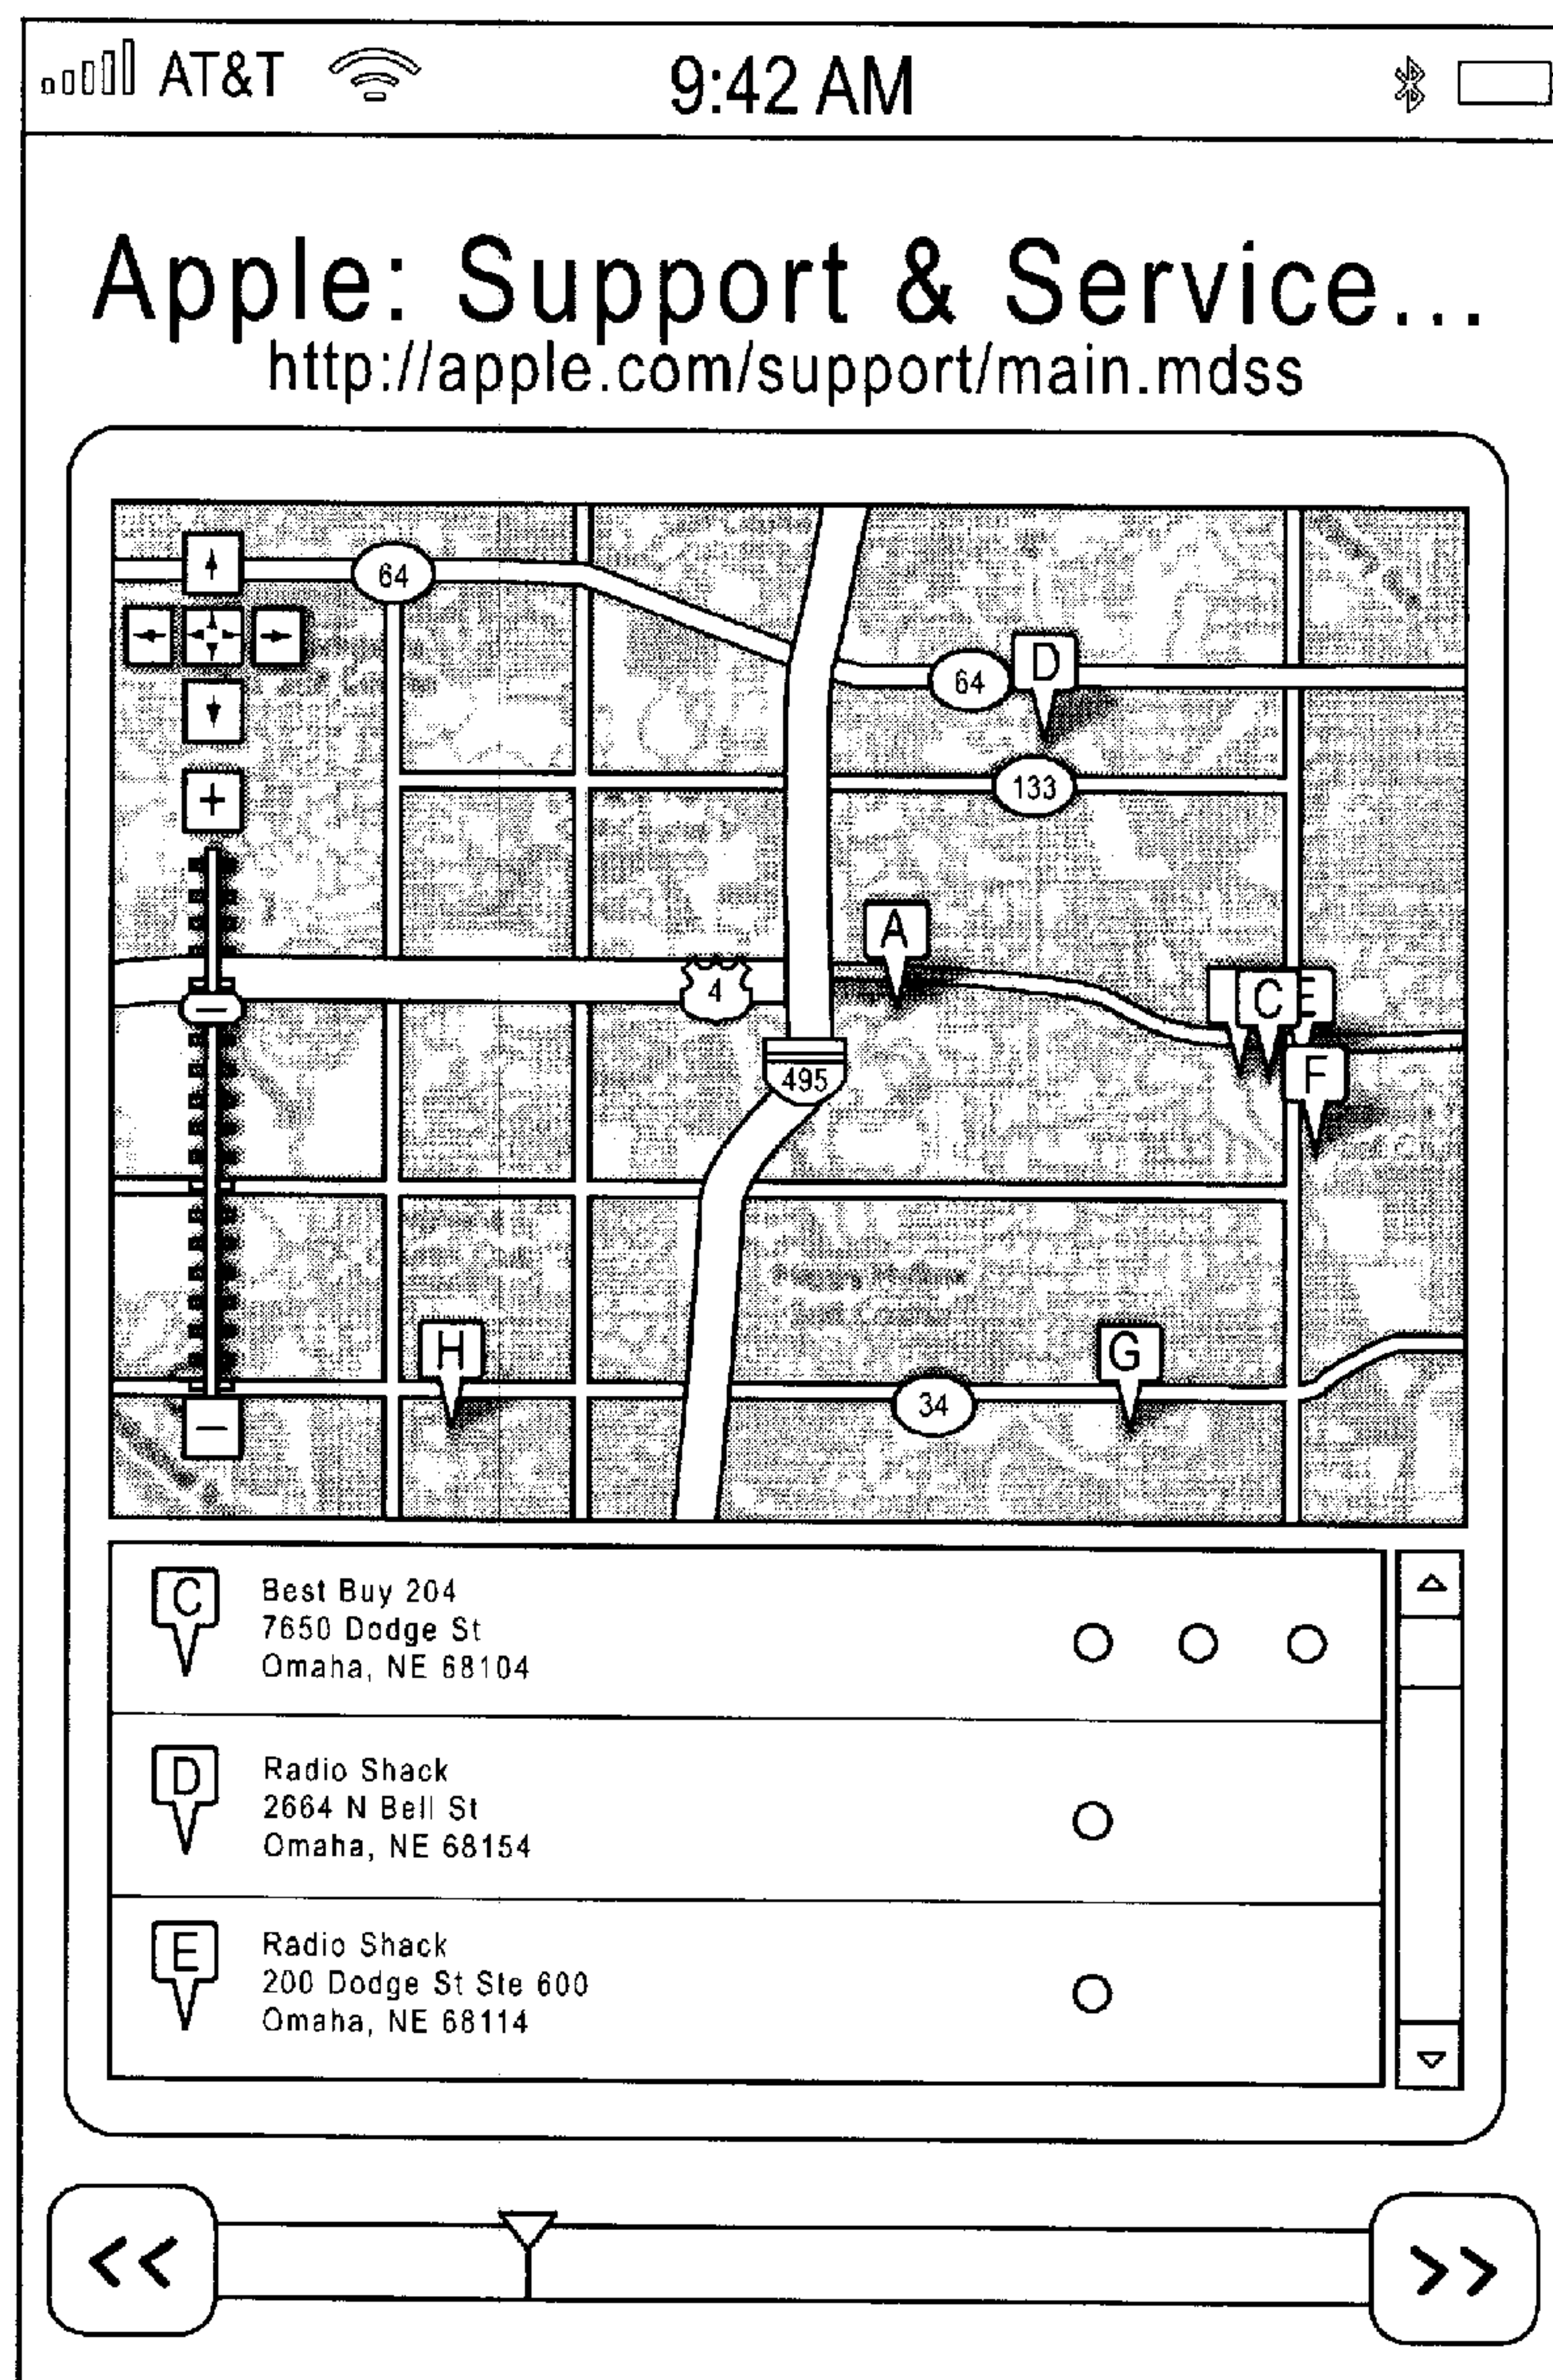 AT&T 9:42 AM
Apple: Support & Service...
http://apple.com/support/main.mdss
64
64
D
133
A
4
C E
495
F
H
G
34
C
Best Buy 204
7650 Dodge St
Omaha, NE 68104
D
Radio Shack
2664 N Bell St
Omaha, NE 68154
E
Radio Shack
200 Dodge St Ste 600
Omaha, NE 68114
<< >>